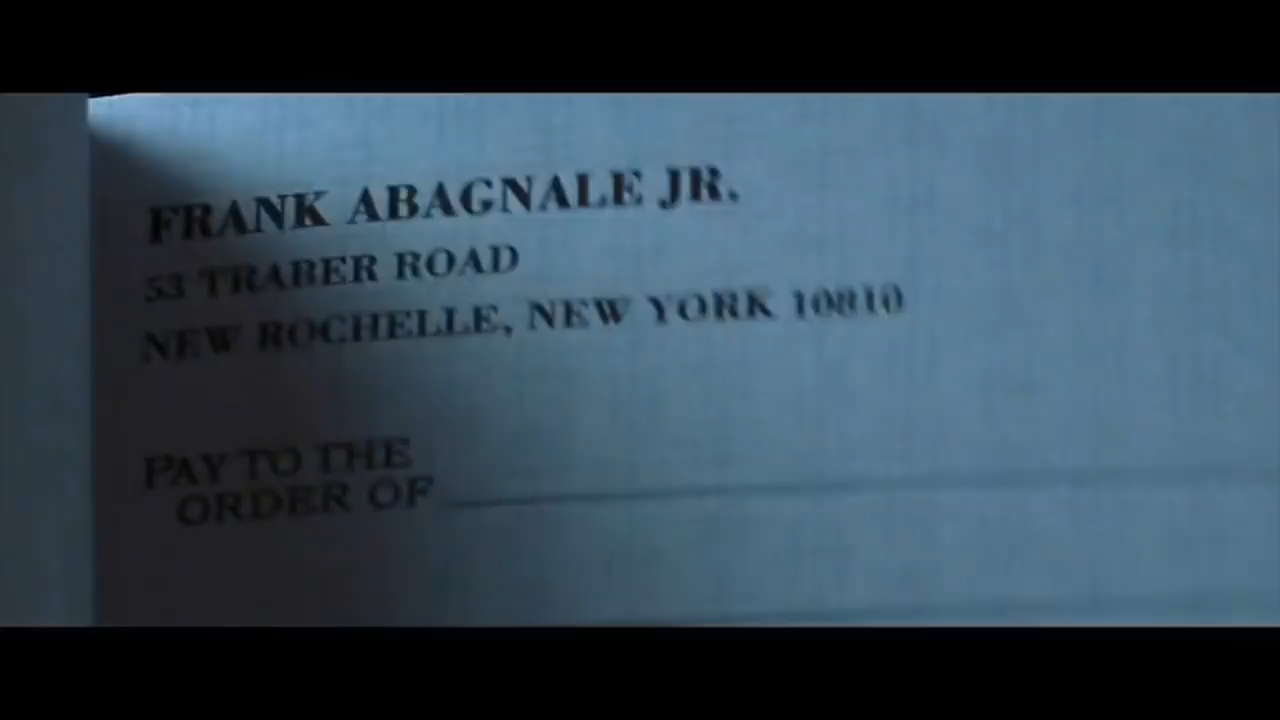 FRANK ABAGNALE JR.
53 TRABER ROAD
NEW ROCHELLE, NEW YORK 10810
PAY TO THE
ORDER OF